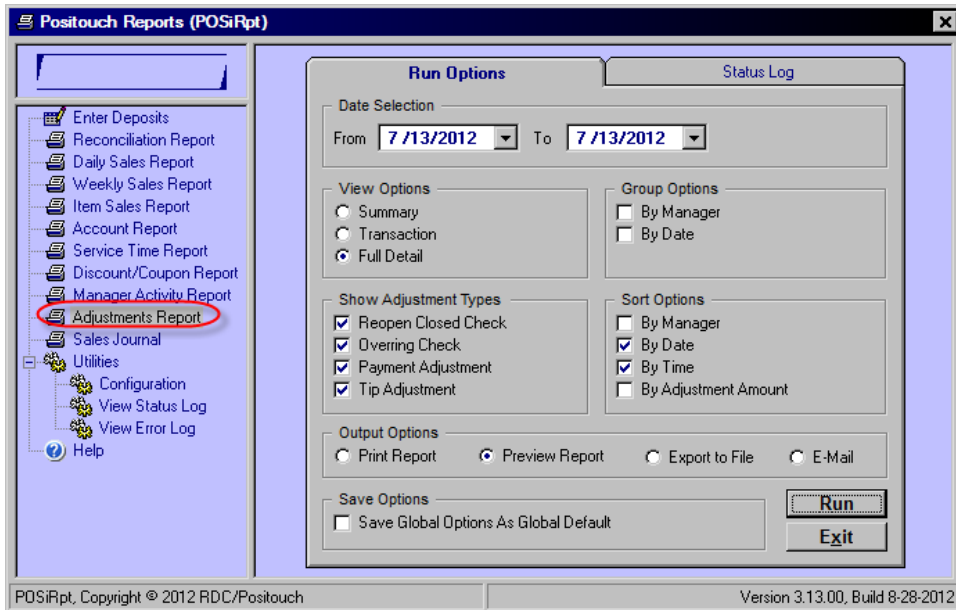 Positouch Reports (POSiRpt)
Enter Deposits
Reconciliation Report
Daily Sales Report
Weekly Sales Report
Item Sales Report
Account Report
Service Time Report
Discount/Coupon Report
Manager Activity Report
Adjustments Report
Sales Journal
Utilities
Configuration
View Status Log
View Error Log
Help
Run Options
Status Log
Date Selection
From 7 /13/2012 To 7 /13/2012
View Options
Summary
Transaction
Full Detail
Group Options
By Manager
By Date
Show Adjustment Types
Reopen Closed Check
Overring Check
Payment Adjustment
Tip Adjustment
Sort Options
By Manager
By Date
By Time
By Adjustment Amount
Output Options
Print Report Preview Report Export to File E-Mail
Save Options
Save Global Options As Global Default
Run
Exit
POSiRpt, Copyright © 2012 RDC/Positouch
Version 3.13.00, Build 8-28-2012